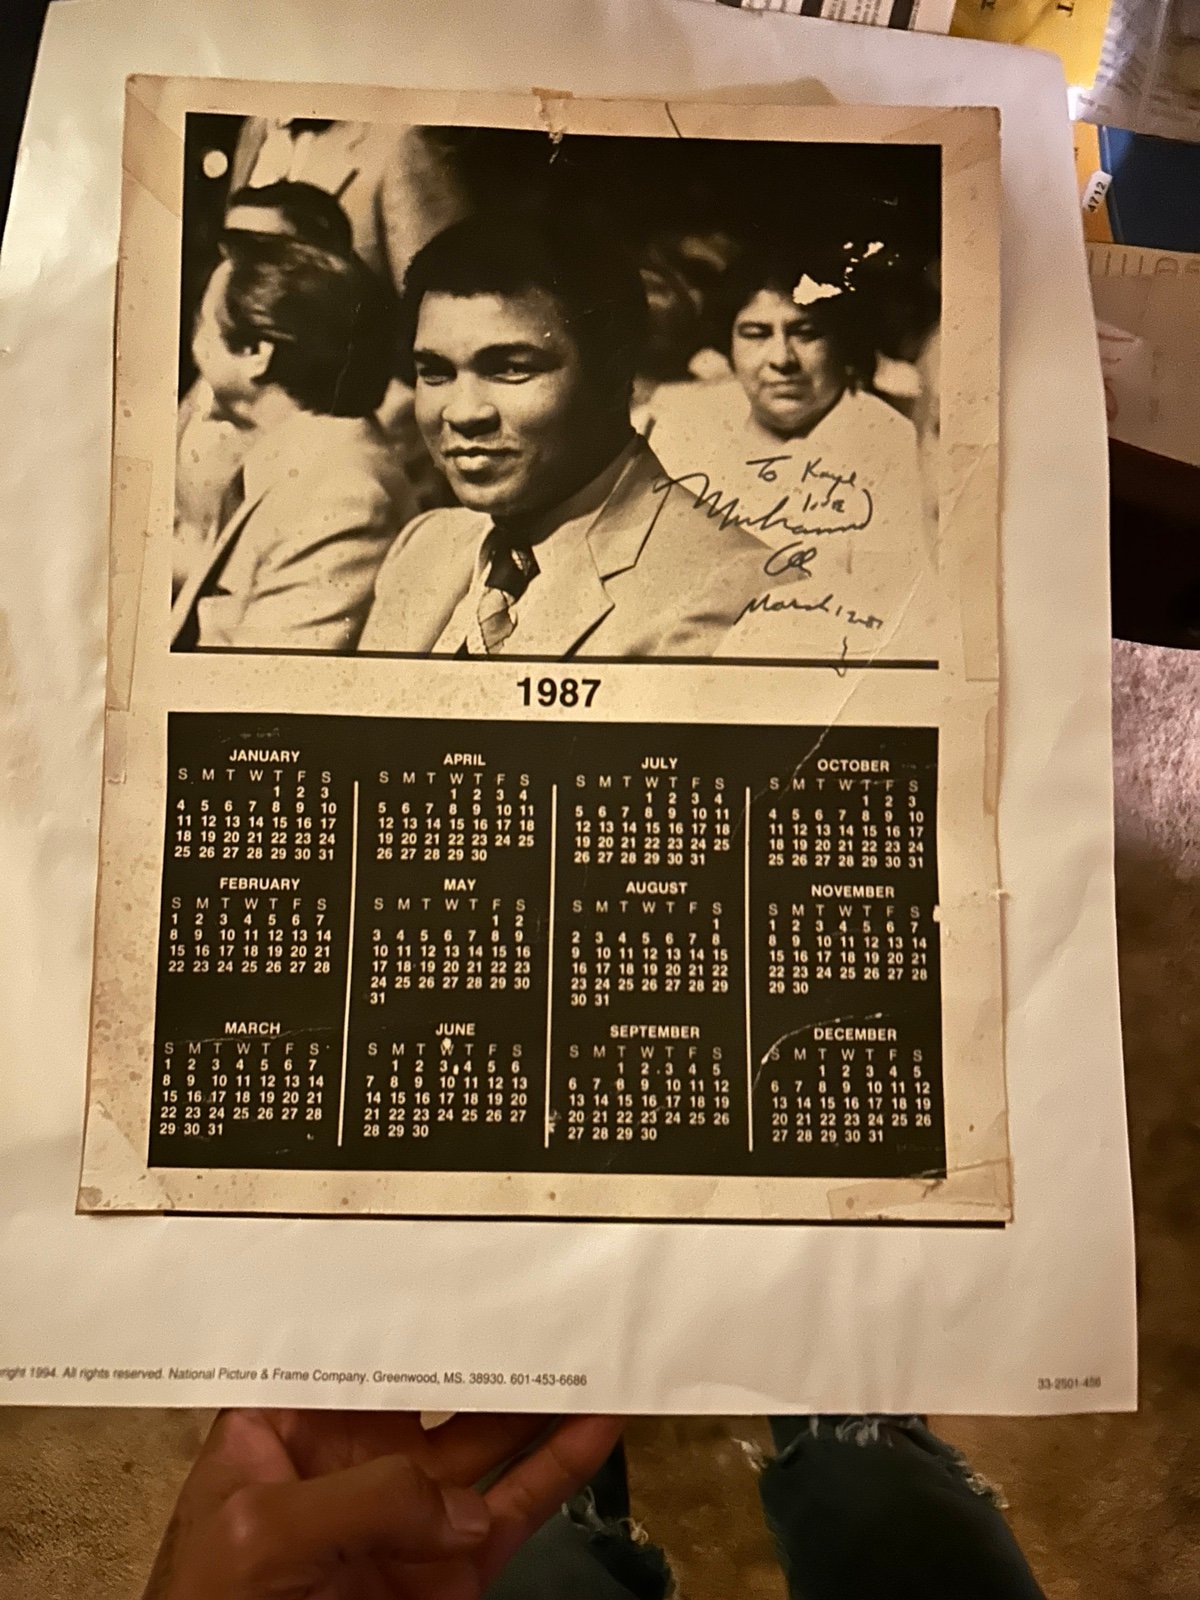 To Kaye
love
Muhammad
Ali
March 12-87
1987
JANUARY
S M T W T F S
1 2 3
4 5 6 7 8 9 10
11 12 13 14 15 16 17
18 19 20 21 22 23 24
25 26 27 28 29 30 31
FEBRUARY
S M T W T F S
1 2 3 4 5 6 7
8 9 10 11 12 13 14
15 16 17 18 19 20 21
22 23 24 25 26 27 28
MARCH
S M T W T F S
1 2 3 4 5 6 7
8 9 10 11 12 13 14
15 16 17 18 19 20 21
22 23 24 25 26 27 28
29 30 31
APRIL
S M T W T F S
1 2 3 4
5 6 7 8 9 10 11
12 13 14 15 16 17 18
19 20 21 22 23 24 25
26 27 28 29 30
MAY
S M T W T F S
1 2
3 4 5 6 7 8 9
10 11 12 13 14 15 16
17 18 19 20 21 22 23
24 25 26 27 28 29 30
31
JUNE
S M T W T F S
1 2 3 4 5 6
7 8 9 10 11 12 13
14 15 16 17 18 19 20
21 22 23 24 25 26 27
28 29 30
JULY
S M T W T F S
1 2 3 4
5 6 7 8 9 10 11
12 13 14 15 16 17 18
19 20 21 22 23 24 25
26 27 28 29 30 31
AUGUST
S M T W T F S
1
2 3 4 5 6 7 8
9 10 11 12 13 14 15
16 17 18 19 20 21 22
23 24 25 26 27 28 29
30 31
SEPTEMBER
S M T W T F S
1 2 3 4 5
6 7 8 9 10 11 12
13 14 15 16 17 18 19
20 21 22 23 24 25 26
27 28 29 30
OCTOBER
S M T W T F S
1 2 3
4 5 6 7 8 9 10
11 12 13 14 15 16 17
18 19 20 21 22 23 24
25 26 27 28 29 30 31
NOVEMBER
S M T W T F S
1 2 3 4 5 6 7
8 9 10 11 12 13 14
15 16 17 18 19 20 21
22 23 24 25 26 27 28
29 30
DECEMBER
S M T W T F S
1 2 3 4 5
6 7 8 9 10 11 12
13 14 15 16 17 18 19
20 21 22 23 24 25 26
27 28 29 30 31
1994. All rights reserved. National Picture & Frame Company. Greenwood, MS. 38930. 601-453-6686
33-2601-486
4712